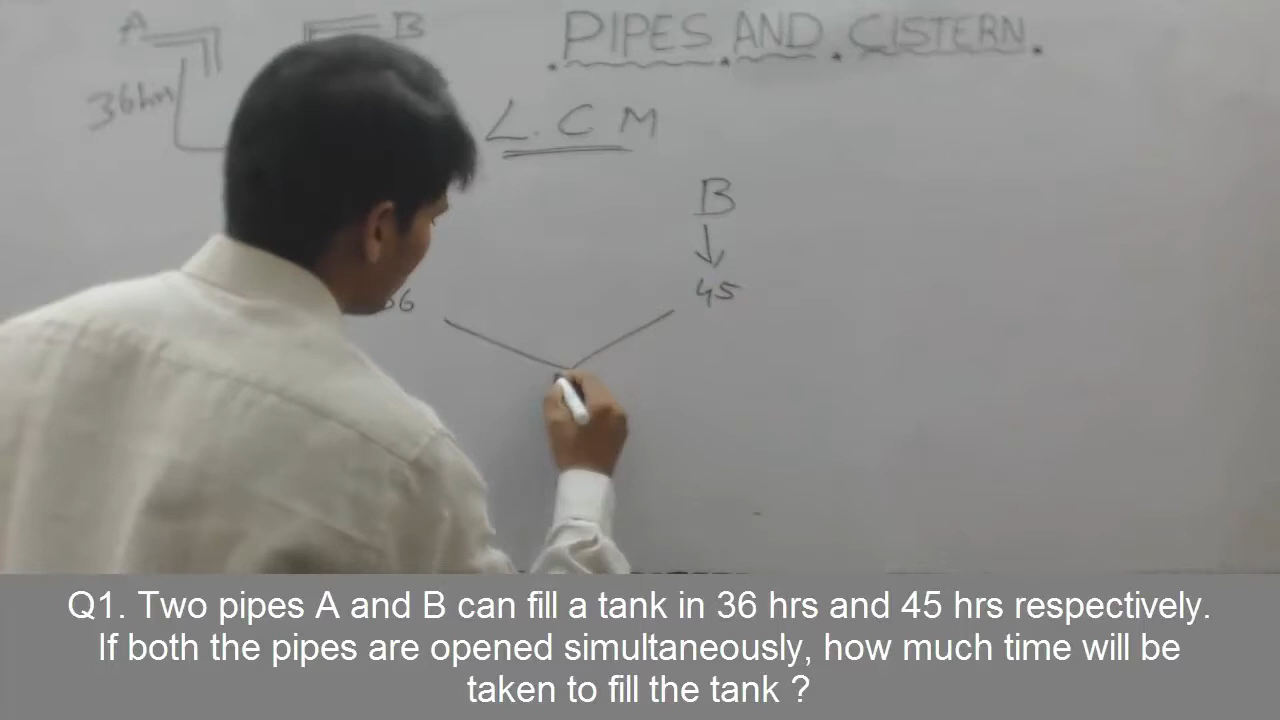 A B PIPES AND CISTERN.
36hrs
L.C M
B
45
Q1. Two pipes A and B can fill a tank in 36 hrs and 45 hrs respectively.
If both the pipes are opened simultaneously, how much time will be
taken to fill the tank ?